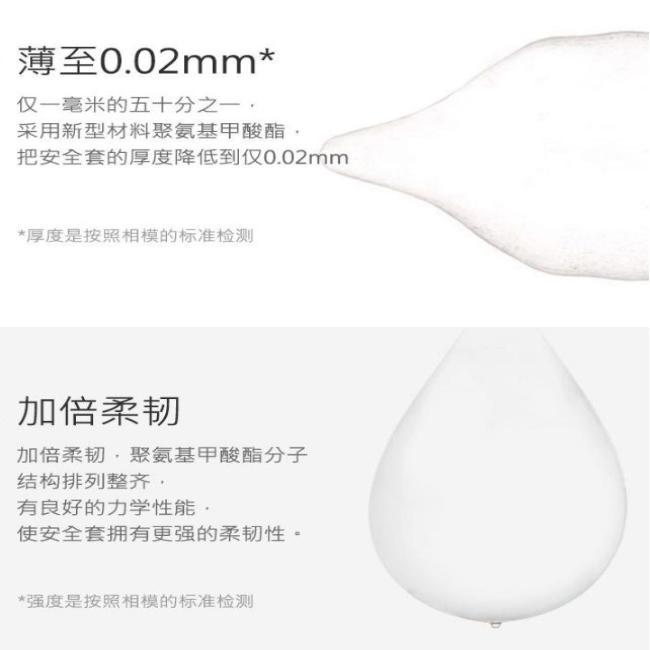 薄至0.02mm*
仅一毫米的五十分之一，
采用新型材料聚氨基甲酸酯，
把安全套的厚度降低到仅0.02mm
*厚度是按照相模的标准检测
加倍柔韧
加倍柔韧，聚氨基甲酸酯分子
结构排列整齐，
有良好的力学性能，
使安全套拥有更强的柔韧性。
*强度是按照相模的标准检测